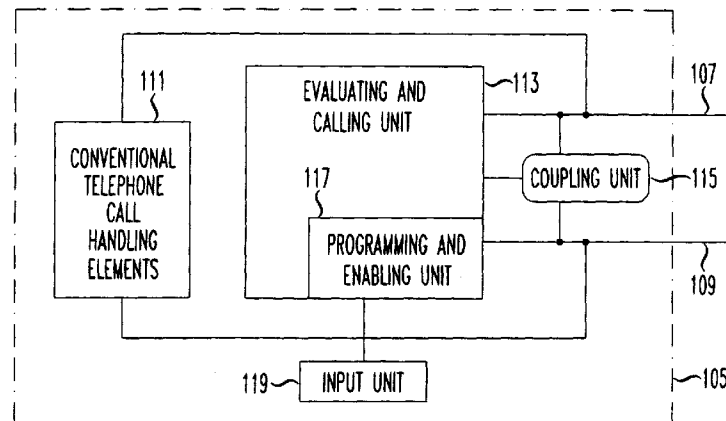 111
CONVENTIONAL
TELEPHONE
CALL
HANDLING
ELEMENTS
EVALUATING AND
CALLING UNIT
113
117
PROGRAMMING AND
ENABLING UNIT
107
COUPLING UNIT
115
109
119
INPUT UNIT
105